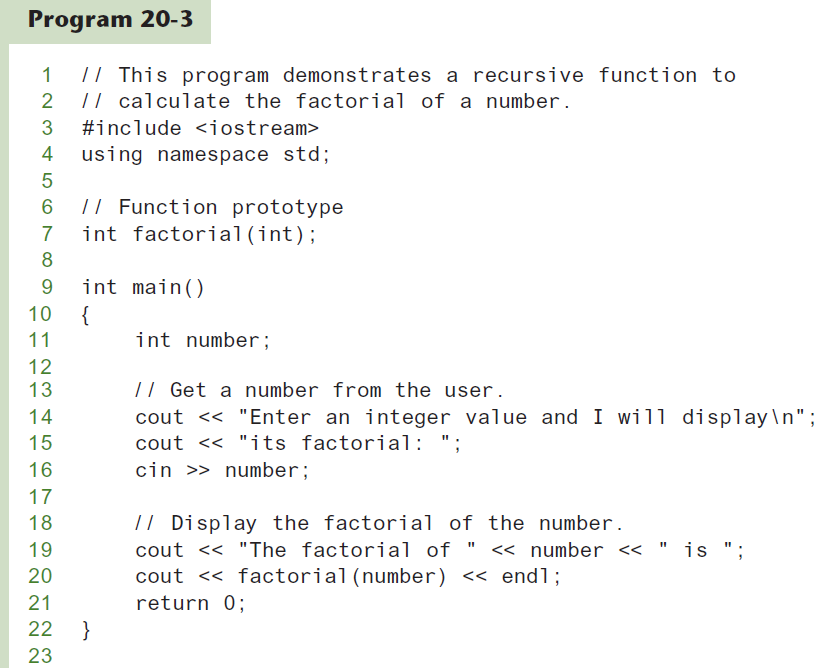 Program 20-3
1 // This program demonstrates a recursive function to
2 // calculate the factorial of a number.
3 #include <iostream>
4 using namespace std;
5
6 // Function prototype
7 int factorial(int);
8
9 int main()
10 {
11 int number;
12
13 // Get a number from the user.
14 cout << "Enter an integer value and I will display\n";
15 cout << "its factorial: ";
16 cin >> number;
17
18 // Display the factorial of the number.
19 cout << "The factorial of " << number << " is ";
20 cout << factorial(number) << endl;
21 return 0;
22 }
23